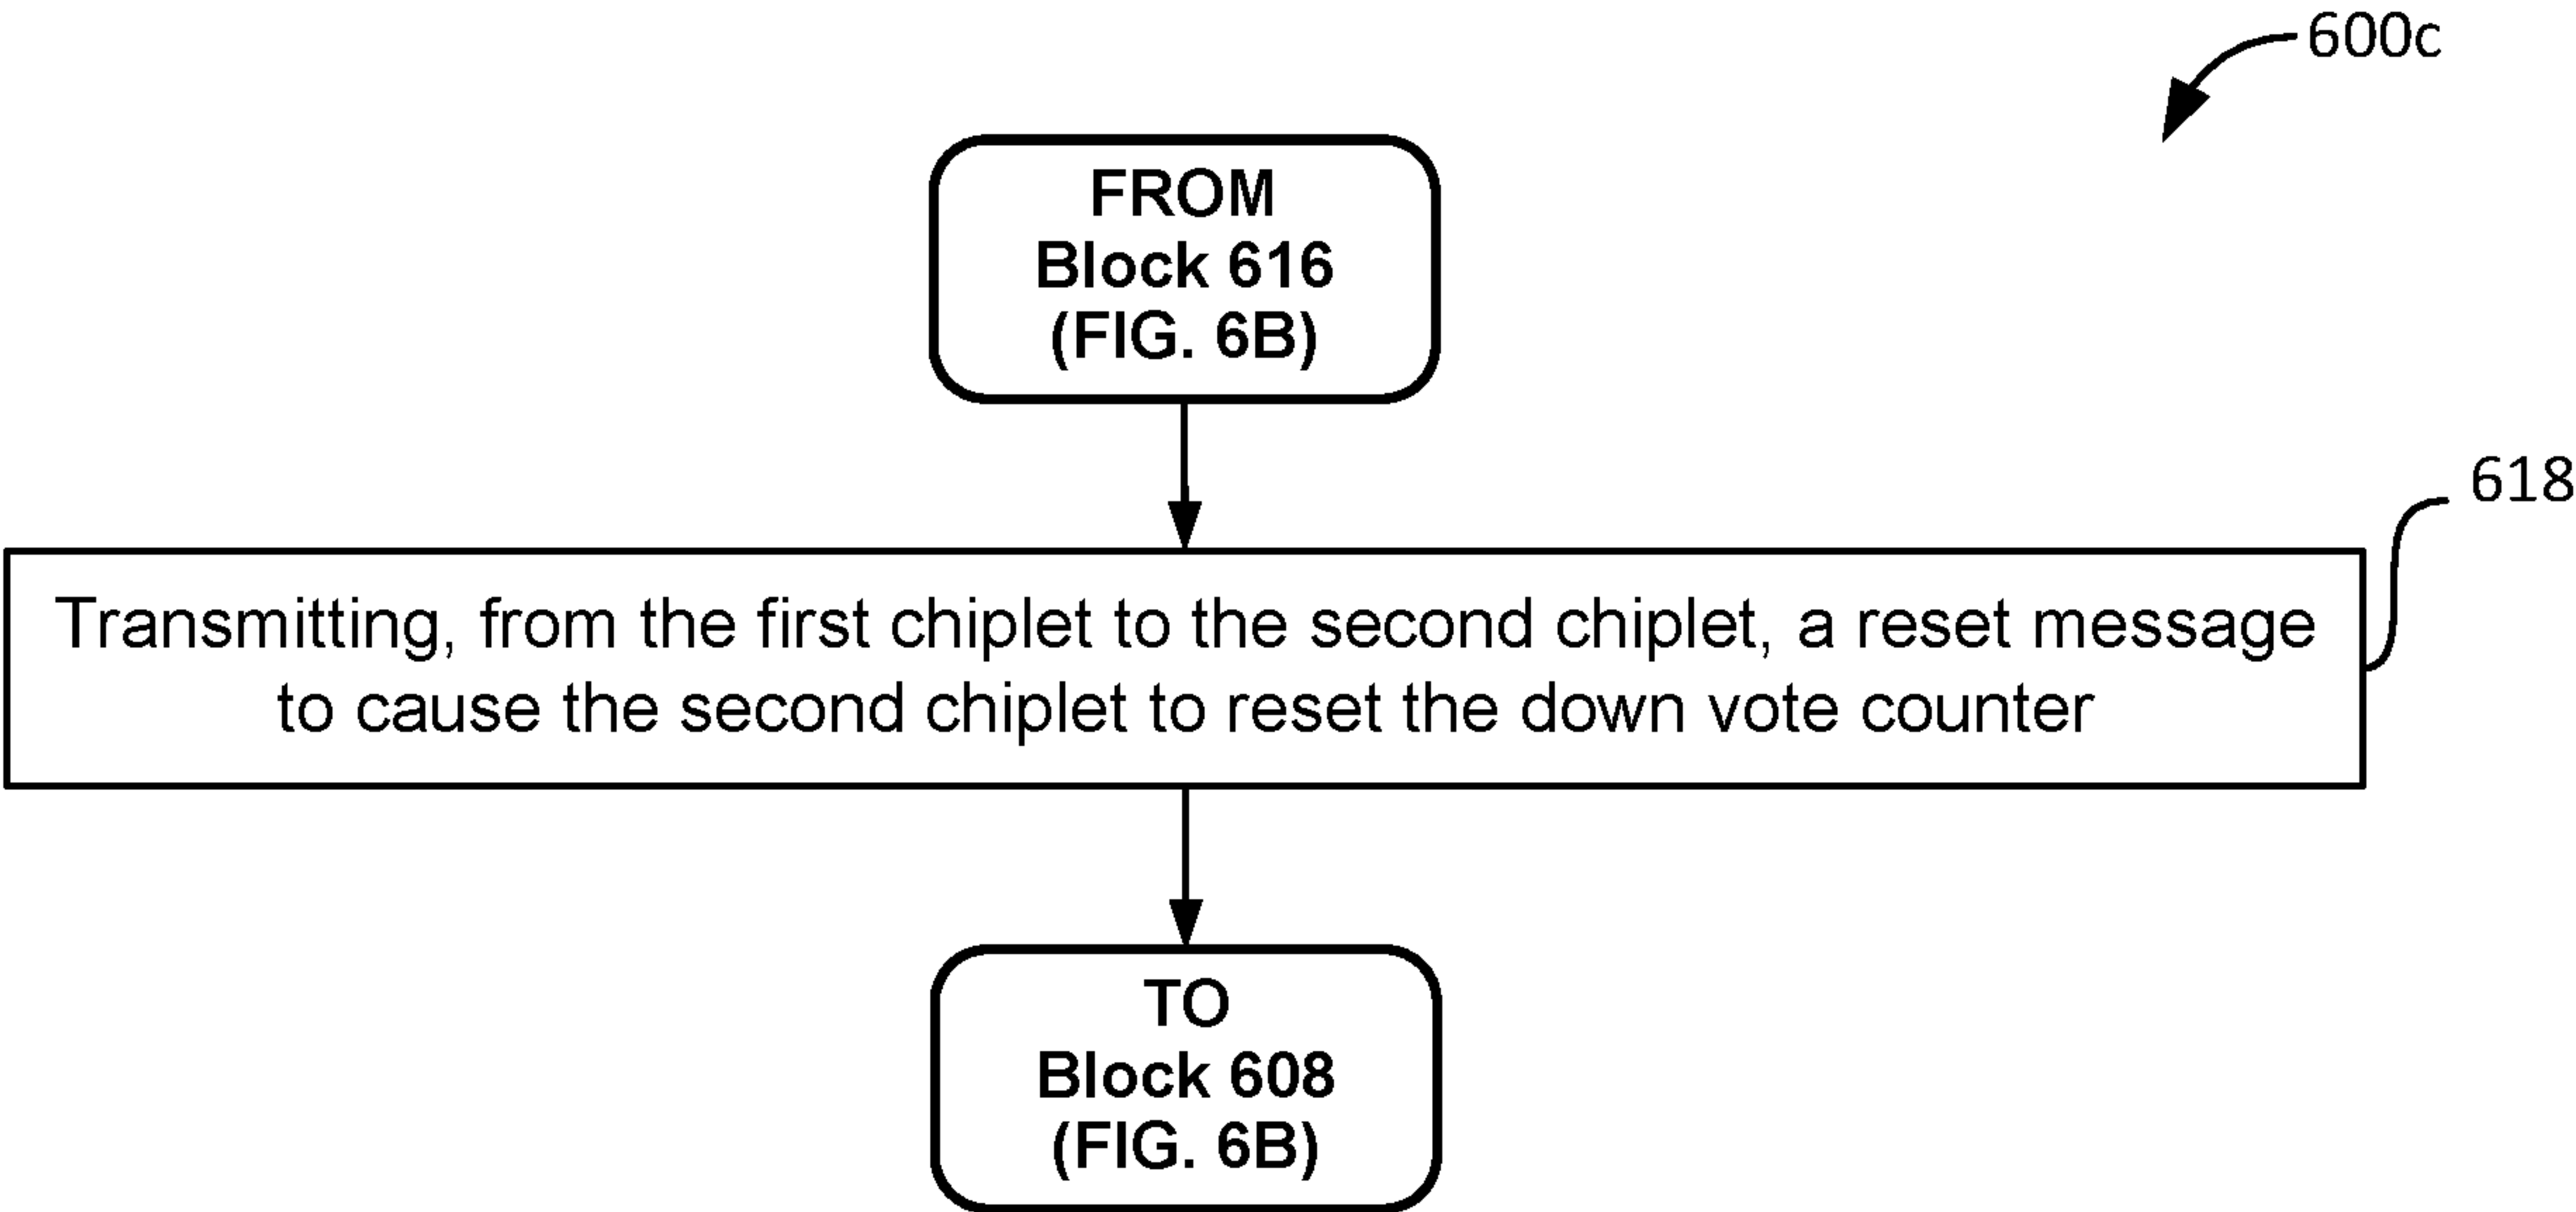 600c
FROM
Block 616
(FIG. 6B)
618
Transmitting, from the first chiplet to the second chiplet, a reset message
to cause the second chiplet to reset the down vote counter
TO
Block 608
(FIG. 6B)